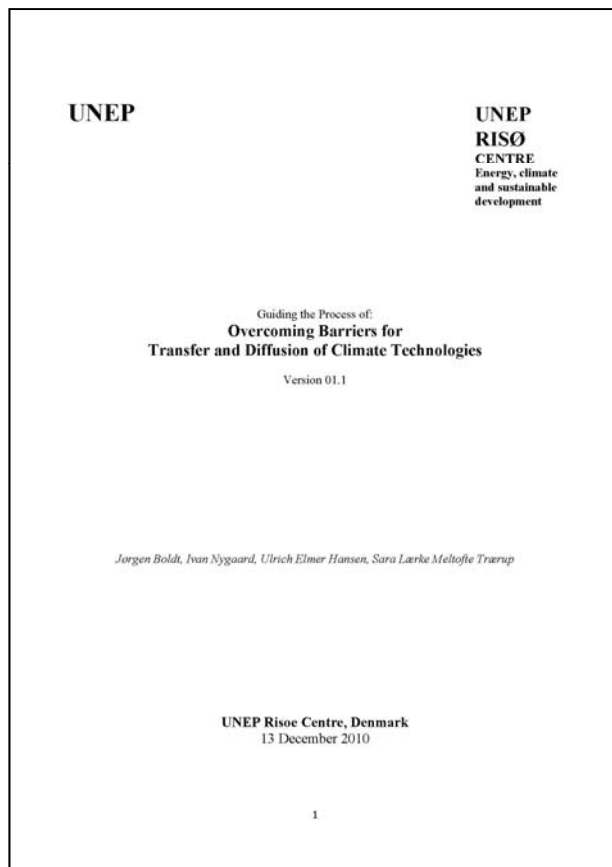 UNEP
UNEP
RISØ
CENTRE
Energy, climate
and sustainable
development
Guiding the Process of:
Overcoming Barriers for
Transfer and Diffusion of Climate Technologies
Version 01.1
Jørgen Boldt, Ivan Nygaard, Ulrich Elmer Hansen, Sara Lærke Meltofte Trærup
UNEP Risoe Centre, Denmark
13 December 2010
1